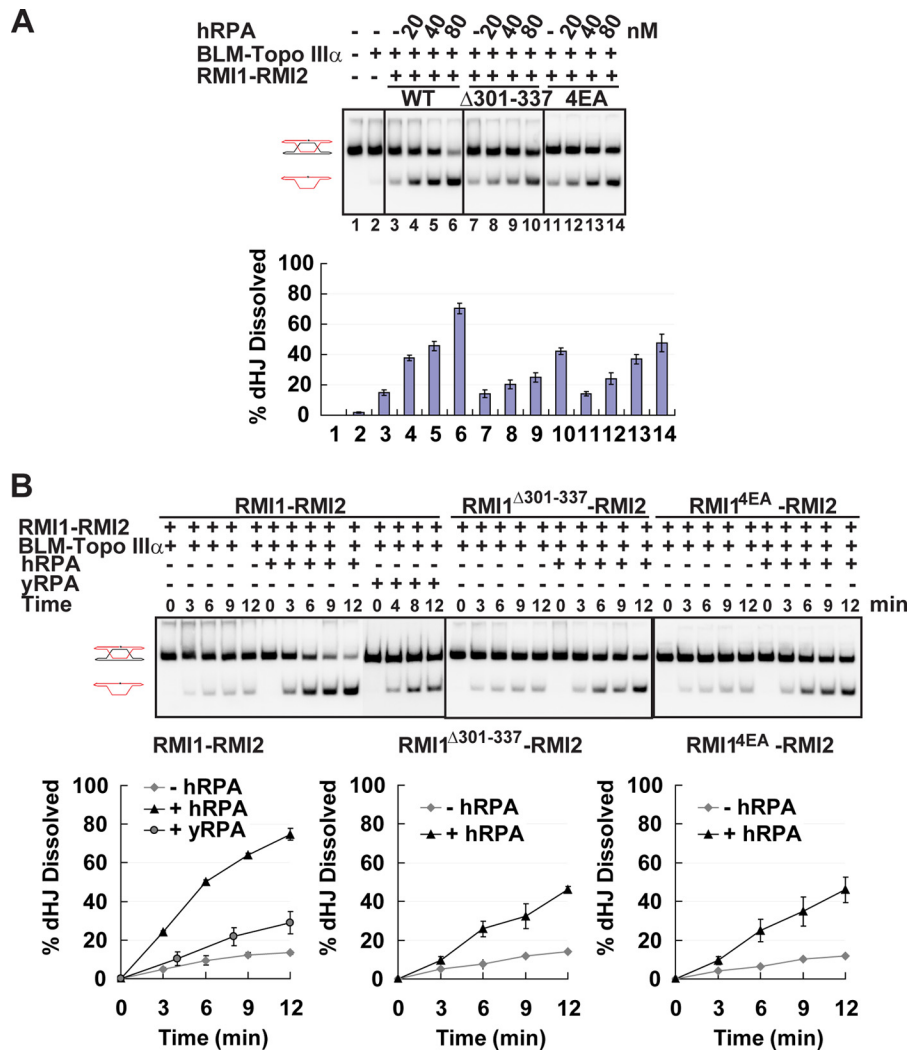 A
hRPA - 20 40 80 - 20 40 80 - 20 40 80 nM
BLM-Topo IIIα - + + + + + + + + + + + + +
RMI1-RMI2 - - + + + + + + + + + + + +
WT Δ301-337 4EA
1 2 3 4 5 6 7 8 9 10 11 12 13 14
% dHJ Dissolved
100
80
60
40
20
0
1 2 3 4 5 6 7 8 9 10 11 12 13 14
B
RMI1-RMI2 RMI1Δ301-337-RMI2 RMI14EA-RMI2
RMI1-RMI2 + + + + + + + + + + + + + + + + + + + + + + + + + + + + + + + + + +
BLM-Topo IIIα + + + + + + + + + + + + + + + + + + + + + + + + + + + + + + + + + +
hRPA - - - - - + + + + + - - - - - - - - - + + + + + - - - - - + + + + +
yRPA - - - - - - - - - - + + + + - - - - - - - - - - - - - - - - - - - -
Time 0 3 6 9 12 0 3 6 9 12 0 4 8 12 0 3 6 9 12 0 3 6 9 12 0 3 6 9 12 0 3 6 9 12 min
RMI1-RMI2 RMI1Δ301-337-RMI2 RMI14EA-RMI2
% dHJ Dissolved
100
80
60
40
20
0
- hRPA
+ hRPA
+ yRPA
0 3 6 9 12
Time (min)
% dHJ Dissolved
100
80
60
40
20
0
- hRPA
+ hRPA
0 3 6 9 12
Time (min)
% dHJ Dissolved
100
80
60
40
20
0
- hRPA
+ hRPA
0 3 6 9 12
Time (min)